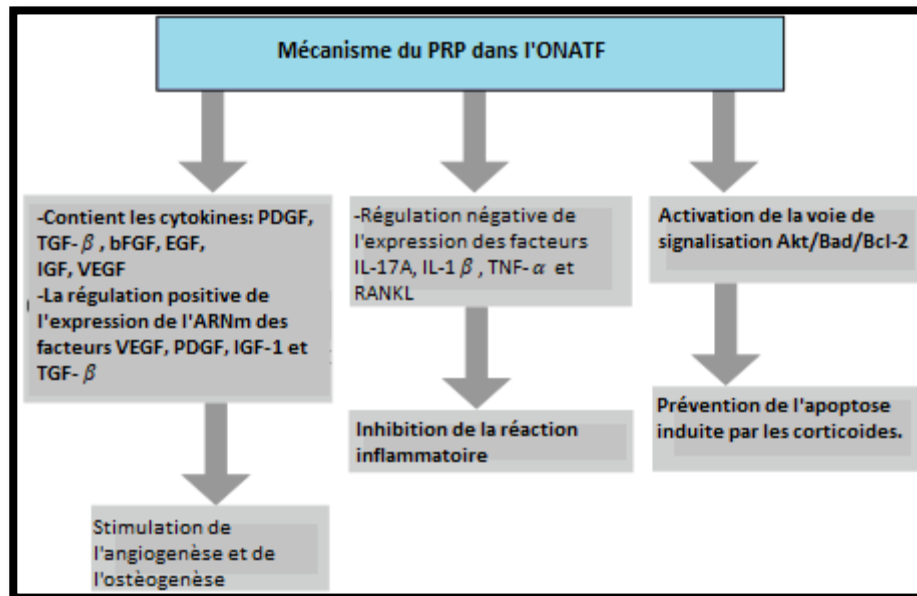 Mécanisme du PRP dans l'ONATF
-Contient les cytokines: PDGF,
TGF-β, bFGF, EGF,
IGF, VEGF
-La régulation positive de
l'expression de l'ARNm des
facteurs VEGF, PDGF, IGF-1 et
TGF-β
Stimulation de
l'angiogenèse et de
l'ostèogenèse
-Régulation négative de
l'expression des facteurs
IL-17A, IL-1β, TNF-α et
RANKL
Inhibition de la réaction
inflammatoire
Activation de la voie de
signalisation Akt/Bad/Bcl-2
Prévention de l'apoptose
induite par les corticoides.